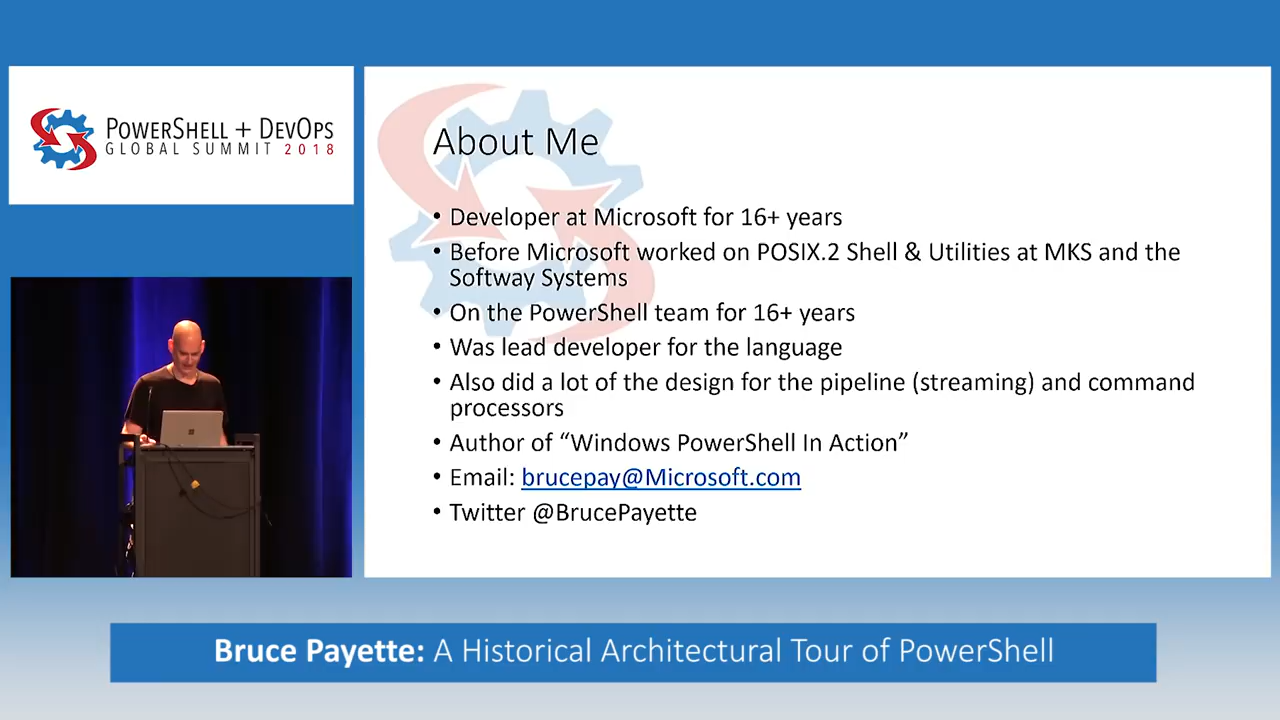 POWERSHELL + DEVOPS
GLOBAL SUMMIT 2018
About Me
• Developer at Microsoft for 16+ years
• Before Microsoft worked on POSIX.2 Shell & Utilities at MKS and the
Softway Systems
• On the PowerShell team for 16+ years
• Was lead developer for the language
• Also did a lot of the design for the pipeline (streaming) and command
processors
• Author of “Windows PowerShell In Action”
• Email: brucepay@Microsoft.com
• Twitter @BrucePayette
Bruce Payette: A Historical Architectural Tour of PowerShell